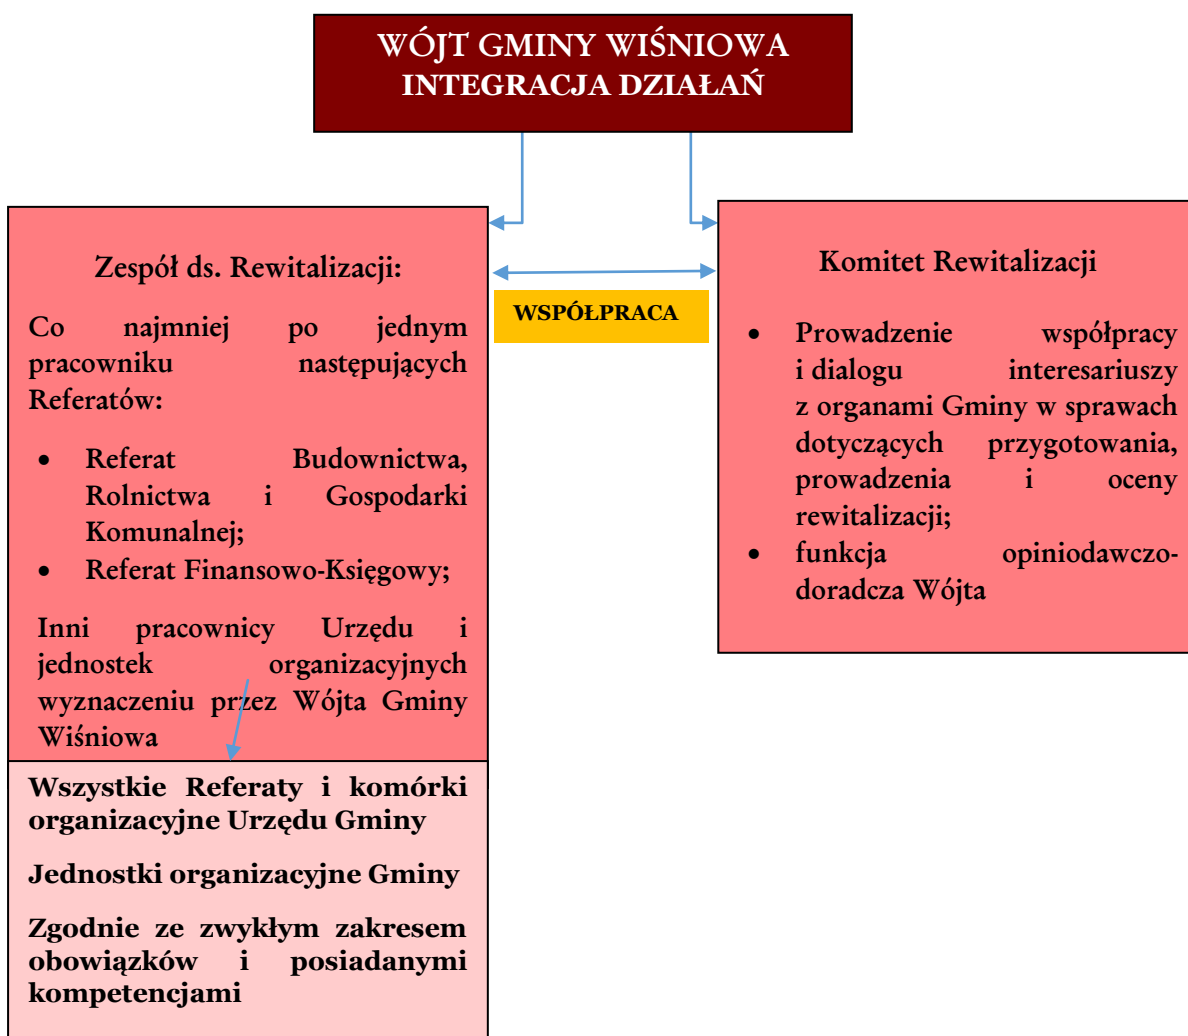 WÓJT GMINY WIŚNIOWA
INTEGRACJA DZIAŁAŃ
Zespół ds. Rewitalizacji:
Co najmniej po jednym
pracowniku następujących
Referatów:
• Referat Budownictwa,
Rolnictwa i Gospodarki
Komunalnej;
• Referat Finansowo-Księgowy;
Inni pracownicy Urzędu i
jednostek organizacyjnych
wyznaczeniu przez Wójta Gminy
Wiśniowa
Wszystkie Referaty i komórki
organizacyjne Urzędu Gminy
Jednostki organizacyjne Gminy
Zgodnie ze zwykłym zakresem
obowiązków i posiadanymi
kompetencjami
WSPÓŁPRACA
Komitet Rewitalizacji
• Prowadzenie współpracy
i dialogu interesariuszy
z organami Gminy w sprawach
dotyczących przygotowania,
prowadzenia i oceny
rewitalizacji;
• funkcja opiniodawczo-
doradcza Wójta